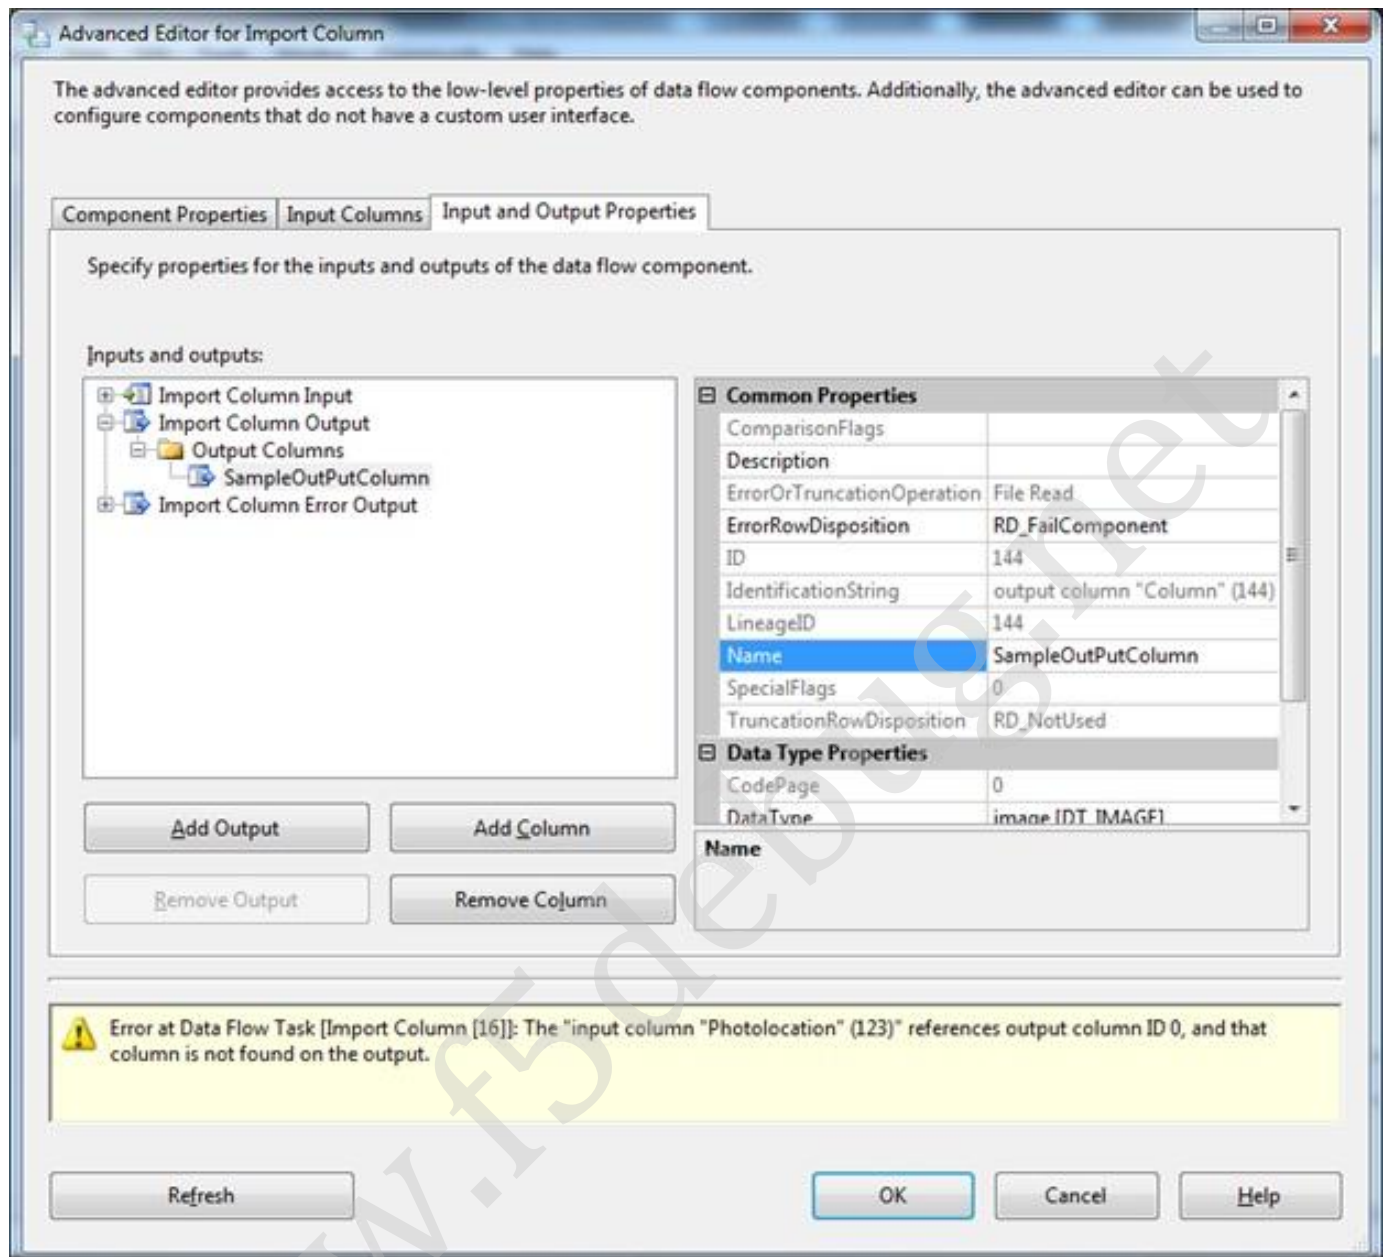 Advanced Editor for Import Column
The advanced editor provides access to the low-level properties of data flow components. Additionally, the advanced editor can be used to
configure components that do not have a custom user interface.
Component Properties
Input Columns
Input and Output Properties
Specify properties for the inputs and outputs of the data flow component.
Inputs and outputs:
Import Column Input
Import Column Output
Output Columns
SampleOutPutColumn
Import Column Error Output
Common Properties
ComparisonFlags
Description
ErrorOrTruncationOperation File Read
ErrorRowDisposition RD_FailComponent
ID 144
IdentificationString output column "Column" (144)
LineageID 144
Name SampleOutPutColumn
SpecialFlags 0
TruncationRowDisposition RD_NotUsed
Data Type Properties
CodePage 0
DataType image [DT_IMAGE]
Add Output
Add Column
Remove Output
Remove Column
Name
Error at Data Flow Task [Import Column [16]]: The "input column "Photolocation" (123)" references output column ID 0, and that
column is not found on the output.
Refresh
OK
Cancel
Help
w.f5debug.net